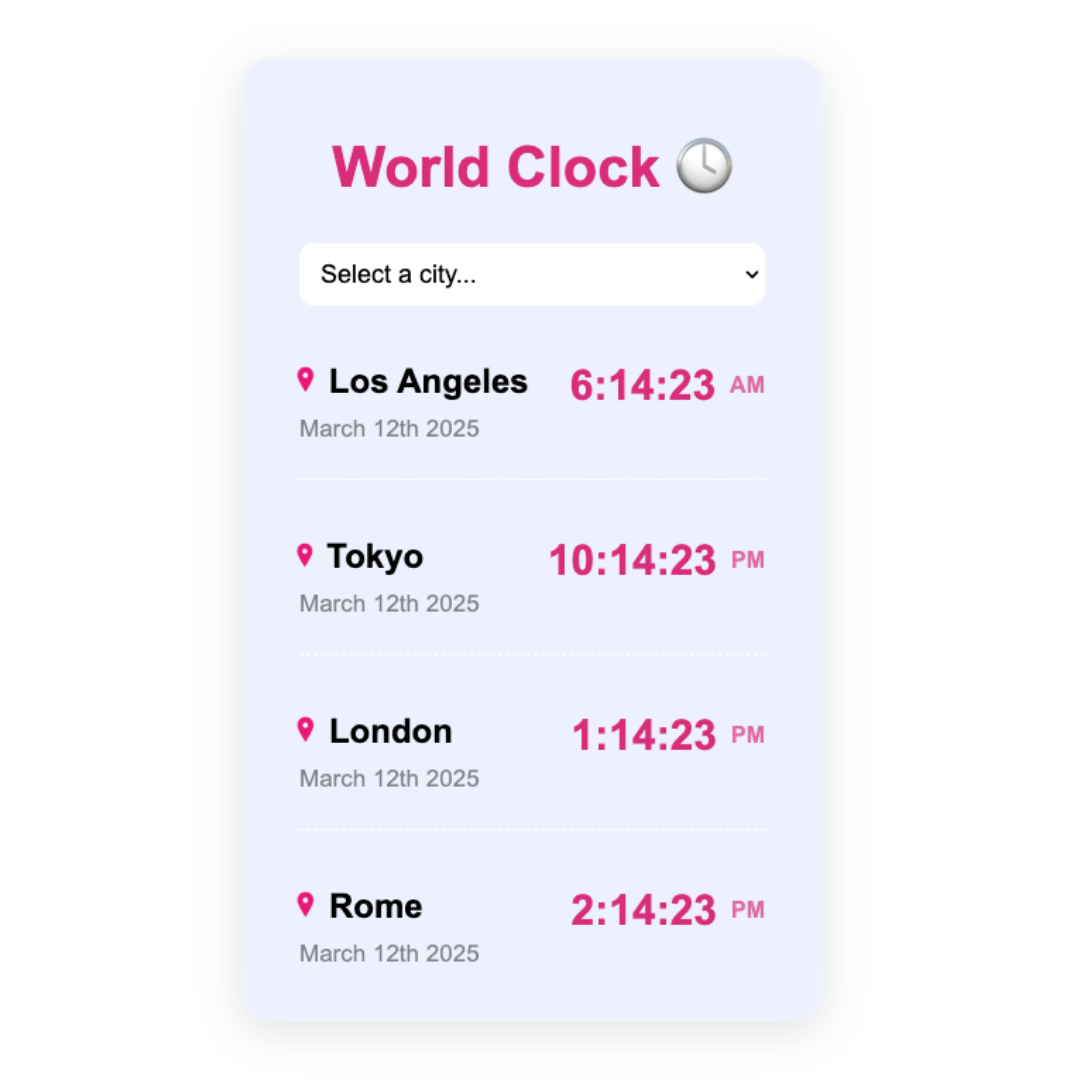 World Clock
Select a city...
Los Angeles 6:14:23 AM
March 12th 2025
Tokyo 10:14:23 PM
March 12th 2025
London 1:14:23 PM
March 12th 2025
Rome 2:14:23 PM
March 12th 2025